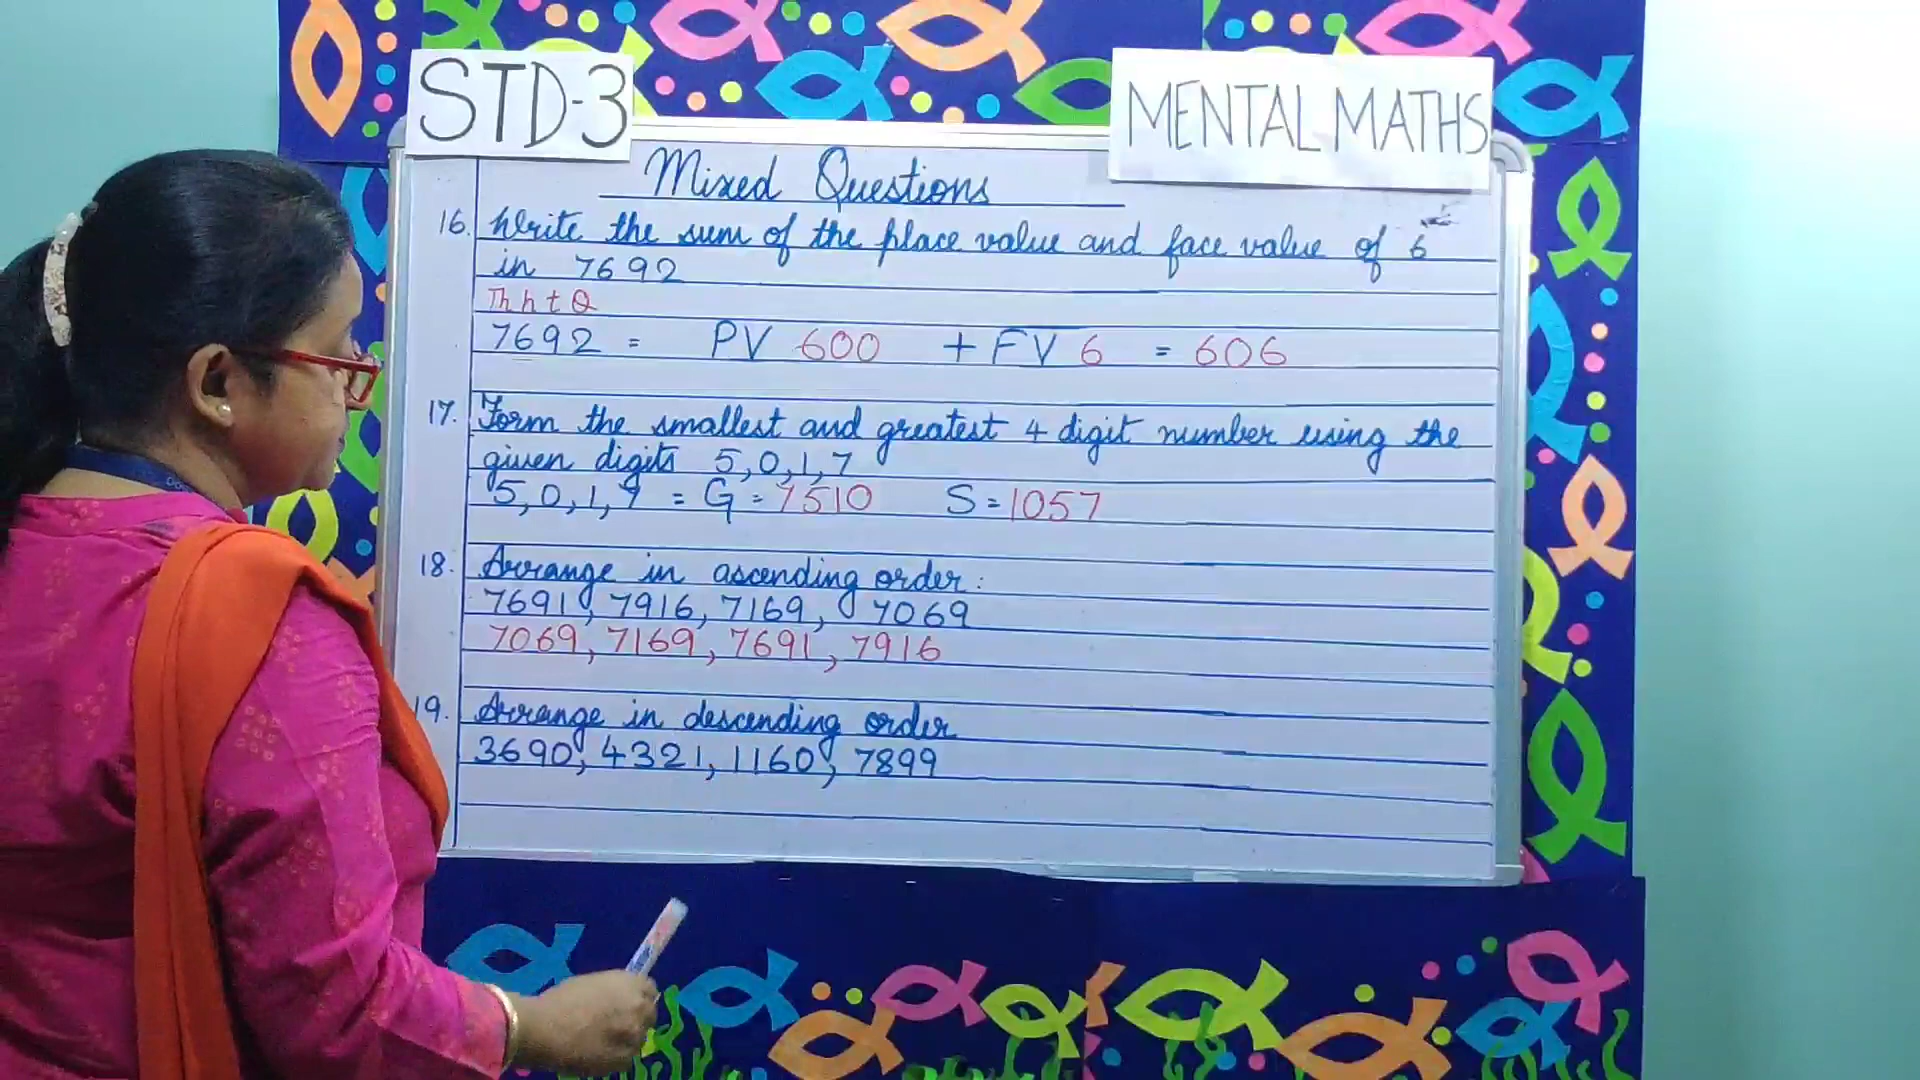 STD-3
MENTAL MATHS
Mixed Questions
16. Write the sum of the place value and face value of 6
in 7692
Th h t O
7692 = PV 600 + FV 6 = 606
17. Form the smallest and greatest 4 digit number using the
given digits 5,0,1,7
5,0,1,7 = G = 7510 S = 1057
18. Arrange in ascending order:
7691, 7916, 7169, 7069
7069, 7169, 7691, 7916
19. Arrange in descending order
3690, 4321, 1160, 7899